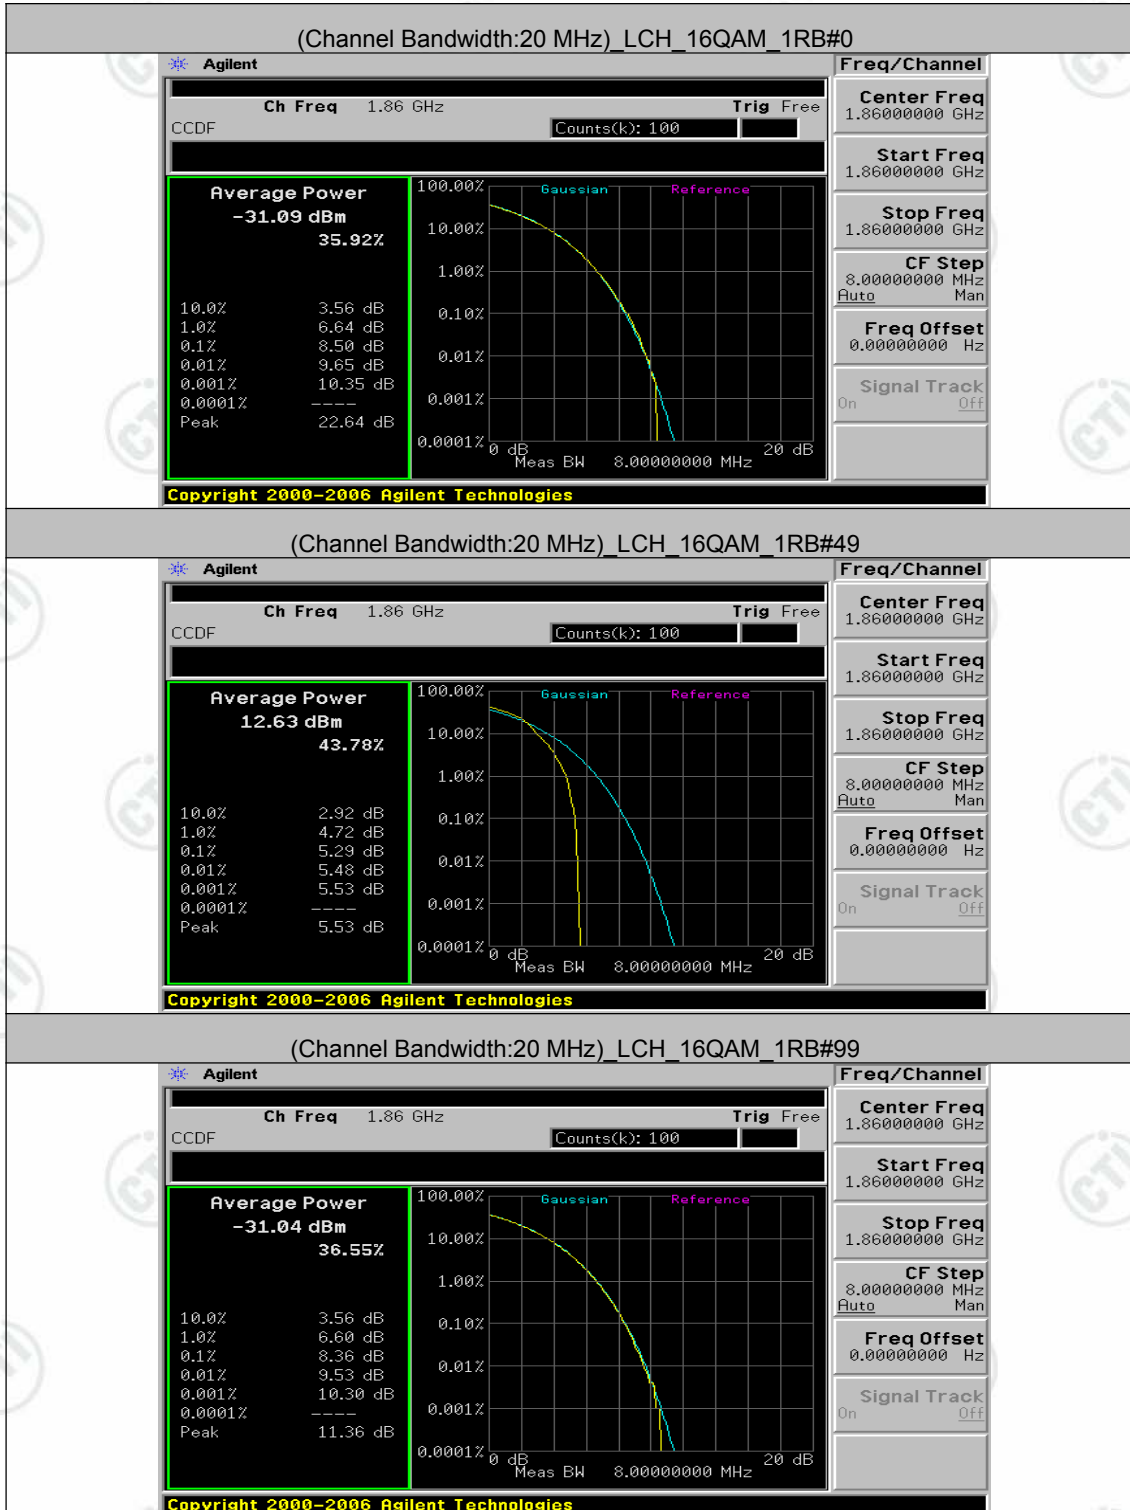 (Channel Bandwidth:20 MHz)_LCH_16QAM_1RB#0
Agilent
Freq/Channel
Ch Freq 1.86 GHz Trig Free
CCDF Counts(k): 100
Center Freq
1.86000000 GHz
Start Freq
1.86000000 GHz
Stop Freq
1.86000000 GHz
CF Step
8.00000000 MHz
Auto Man
Freq Offset
0.00000000 Hz
Signal Track
On Off
Average Power
-31.09 dBm
35.92%
10.0% 3.56 dB
1.0% 6.64 dB
0.1% 8.50 dB
0.01% 9.65 dB
0.001% 10.35 dB
0.0001% ----
Peak 22.64 dB
Gaussian Reference
100.00%
10.00%
1.00%
0.10%
0.01%
0.001%
0.0001%
0 dB 20 dB
Meas BW 8.00000000 MHz
Copyright 2000-2006 Agilent Technologies
(Channel Bandwidth:20 MHz)_LCH_16QAM_1RB#49
Agilent
Freq/Channel
Ch Freq 1.86 GHz Trig Free
CCDF Counts(k): 100
Center Freq
1.86000000 GHz
Start Freq
1.86000000 GHz
Stop Freq
1.86000000 GHz
CF Step
8.00000000 MHz
Auto Man
Freq Offset
0.00000000 Hz
Signal Track
On Off
Average Power
12.63 dBm
43.78%
10.0% 2.92 dB
1.0% 4.72 dB
0.1% 5.29 dB
0.01% 5.48 dB
0.001% 5.53 dB
0.0001% ----
Peak 5.53 dB
Gaussian Reference
100.00%
10.00%
1.00%
0.10%
0.01%
0.001%
0.0001%
0 dB 20 dB
Meas BW 8.00000000 MHz
Copyright 2000-2006 Agilent Technologies
(Channel Bandwidth:20 MHz)_LCH_16QAM_1RB#99
Agilent
Freq/Channel
Ch Freq 1.86 GHz Trig Free
CCDF Counts(k): 100
Center Freq
1.86000000 GHz
Start Freq
1.86000000 GHz
Stop Freq
1.86000000 GHz
CF Step
8.00000000 MHz
Auto Man
Freq Offset
0.00000000 Hz
Signal Track
On Off
Average Power
-31.04 dBm
36.55%
10.0% 3.56 dB
1.0% 6.60 dB
0.1% 8.36 dB
0.01% 9.53 dB
0.001% 10.30 dB
0.0001% ----
Peak 11.36 dB
Gaussian Reference
100.00%
10.00%
1.00%
0.10%
0.01%
0.001%
0.0001%
0 dB 20 dB
Meas BW 8.00000000 MHz
Copyright 2000-2006 Agilent Technologies
CTI